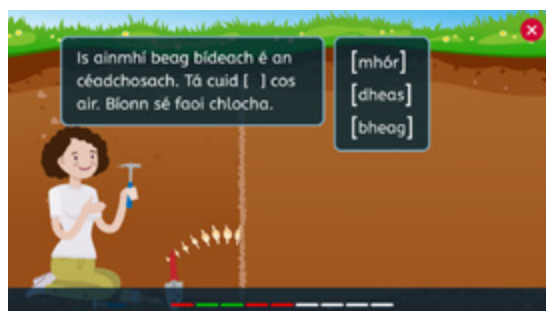 Is ainmhí beag bídeach é an
céadchosach. Tá cuid [ ] cos
air. Bíonn sé faoi chlocha.
[mhór]
[dheas]
[bheag]